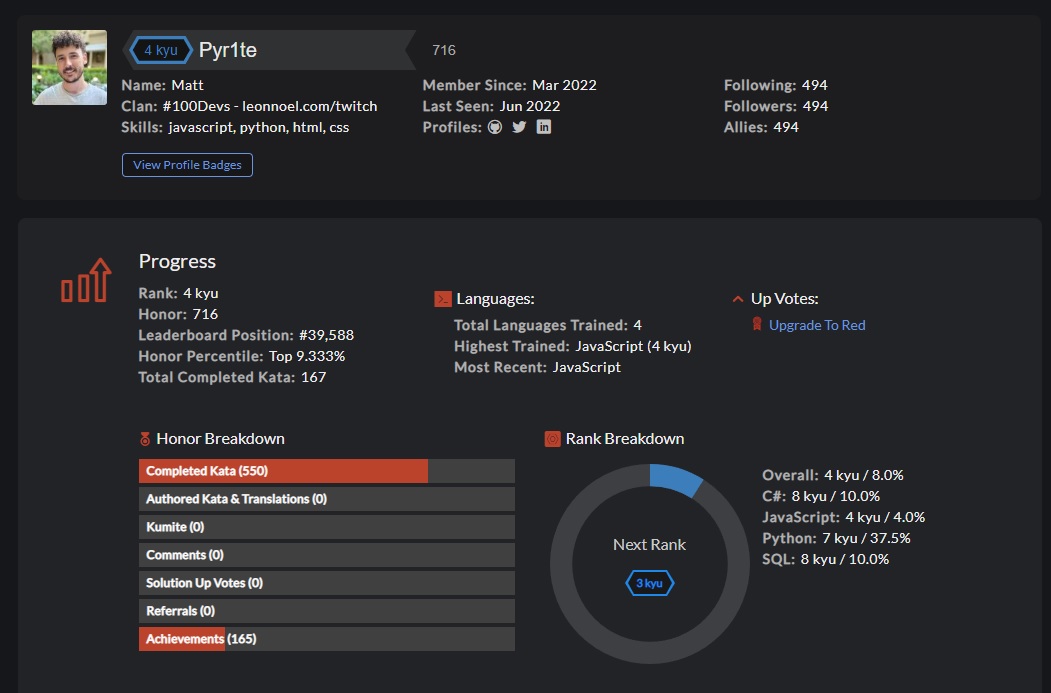 4 kyu Pyr1te 716
Name: Matt
Clan: #100Devs - leonnoel.com/twitch
Skills: javascript, python, html, css
Member Since: Mar 2022
Last Seen: Jun 2022
Profiles:
Following: 494
Followers: 494
Allies: 494
View Profile Badges
Progress
Rank: 4 kyu
Honor: 716
Leaderboard Position: #39,588
Honor Percentile: Top 9.333%
Total Completed Kata: 167
Languages:
Total Languages Trained: 4
Highest Trained: JavaScript (4 kyu)
Most Recent: JavaScript
Up Votes:
Upgrade To Red
Honor Breakdown
Completed Kata (550)
Authored Kata & Translations (0)
Kumite (0)
Comments (0)
Solution Up Votes (0)
Referrals (0)
Achievements (165)
Rank Breakdown
Next Rank
3 kyu
Overall: 4 kyu / 8.0%
C#: 8 kyu / 10.0%
JavaScript: 4 kyu / 4.0%
Python: 7 kyu / 37.5%
SQL: 8 kyu / 10.0%